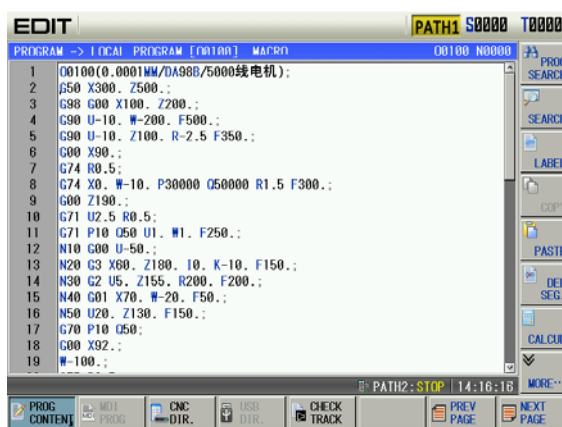 EDIT PATH1 S0000 T0000
PROGRAM -> LOCAL PROGRAM [O0100] MACRO O0100 N0000
1 O0100(0.0001MM/DA98B/5000线电机);
2 G50 X300. Z500.;
3 G98 G00 X100. Z200.;
4 G90 U-10. W-200. F500.;
5 G90 U-10. Z100. R-2.5 F350.;
6 G00 X90.;
7 G74 R0.5;
8 G74 X0. W-10. P30000 Q50000 R1.5 F300.;
9 G00 Z190.;
10 G71 U2.5 R0.5;
11 G71 P10 Q50 U1. W1. F250.;
12 N10 G00 U-50.;
13 N20 G3 X60. Z180. I0. K-10. F150.;
14 N30 G2 U5. Z155. R200. F200.;
15 N40 G01 X70. W-20. F50.;
16 N50 U20. Z130. F150.;
17 G70 P10 Q50;
18 G00 X92.;
19 W-100.;
PROG
SEARCH
SEARCH
LABEL
COPY
PASTE
DEL
SEG.
CALCUL
MORE··
PATH2:STOP 14:16:16
PROG
CONTENT
MDI
PROG
CNC
DIR.
USB
DIR.
CHECK
TRACK
PREV
PAGE
NEXT
PAGE